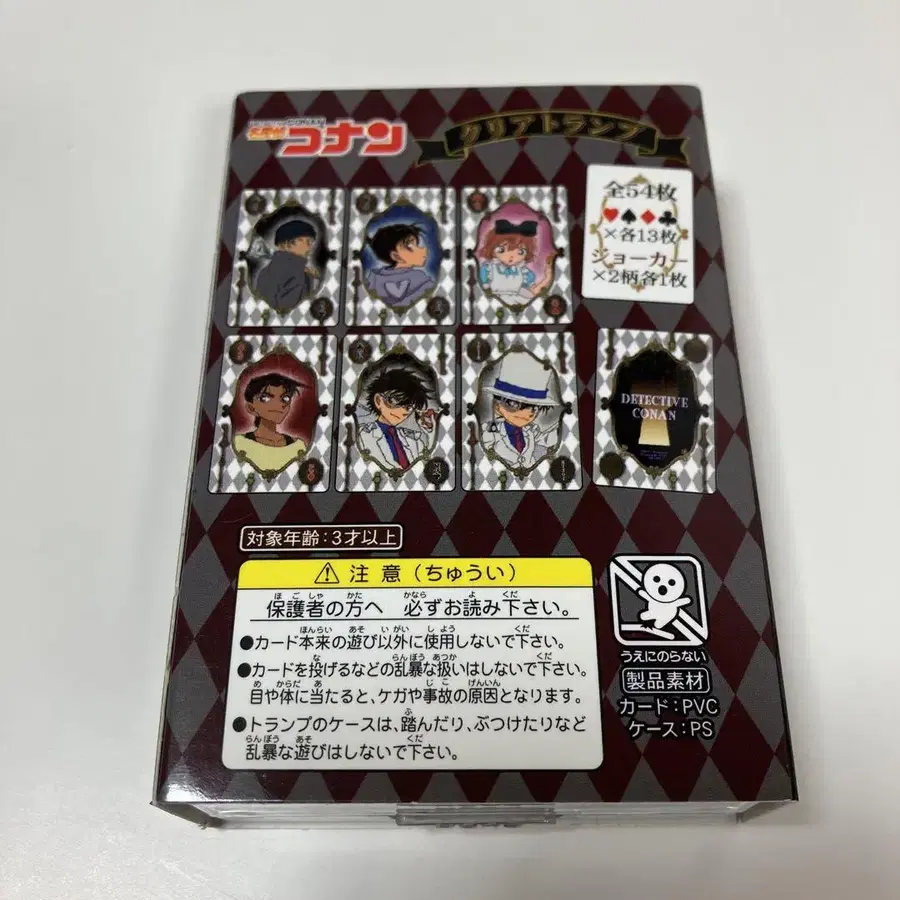 名探偵コナン
クリアトランプ
全54枚
♥♠♦♣
×各13枚
ジョーカー
×2柄各1枚
DETECTIVE
CONAN
対象年齢:3才以上
⚠ 注意(ちゅうい)
保護者の方へ 必ずお読み下さい。
●カード本来の遊び以外に使用しないで下さい。
●カードを投げるなどの乱暴な扱いはしないで下さい。
目や体に当たると、ケガや事故の原因となります。
●トランプのケースは、踏んだり、ぶつけたりなど
乱暴な遊びはしないで下さい。
うえにのらない
製品素材
カード:PVC
ケース:PS